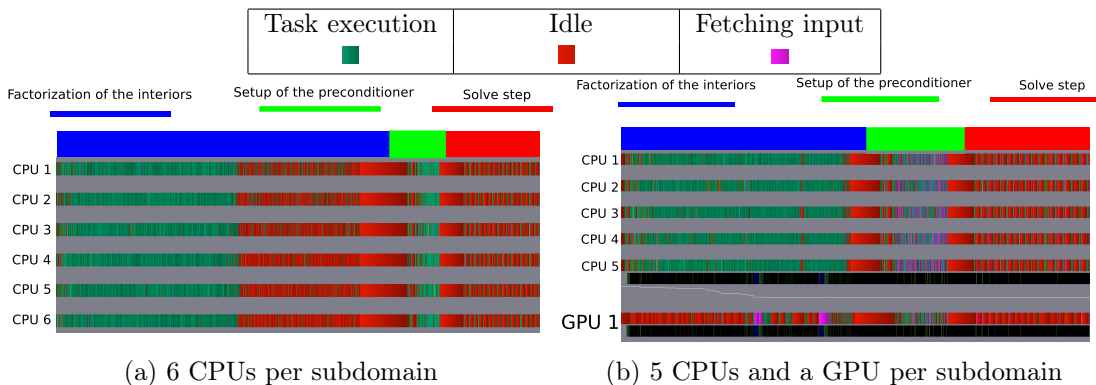 Task execution Idle Fetching input
Factorization of the interiors Setup of the preconditioner Solve step
CPU 1
CPU 2
CPU 3
CPU 4
CPU 5
CPU 6
(a) 6 CPUs per subdomain
Factorization of the interiors Setup of the preconditioner Solve step
CPU 1
CPU 2
CPU 3
CPU 4
CPU 5
GPU 1
(b) 5 CPUs and a GPU per subdomain